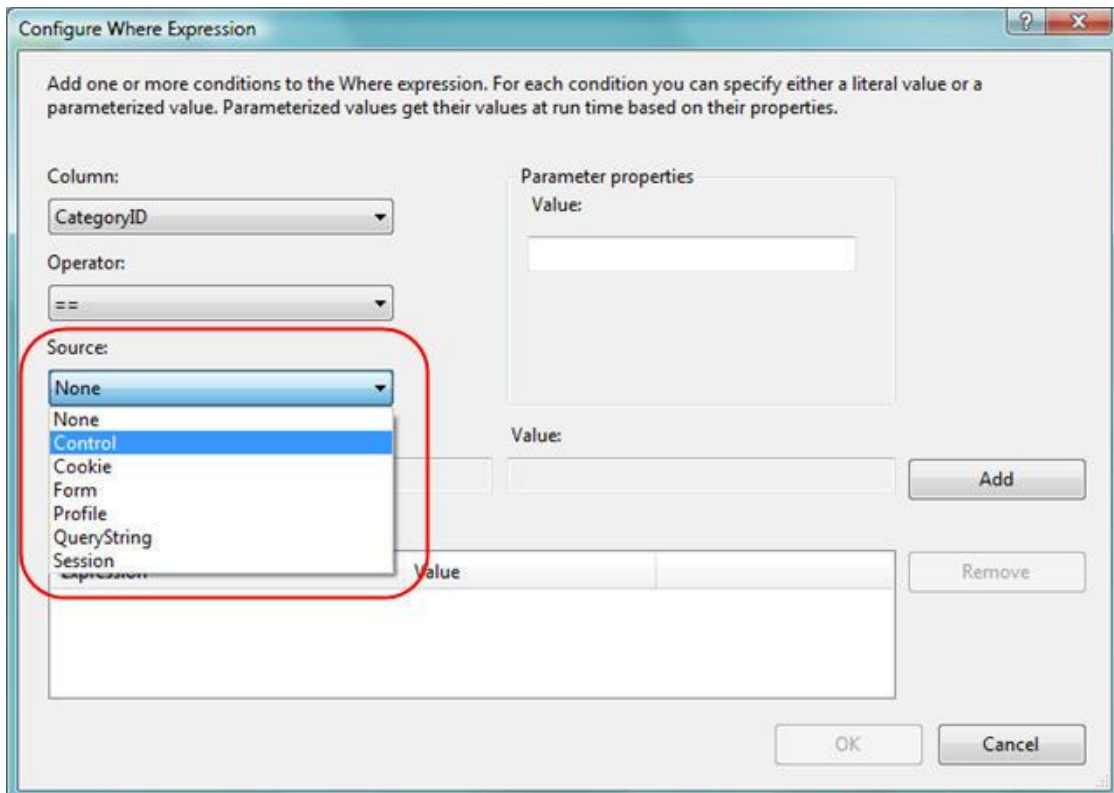 Configure Where Expression
Add one or more conditions to the Where expression. For each condition you can specify either a literal value or a
parameterized value. Parameterized values get their values at run time based on their properties.
Column:
CategoryID
Operator:
==
Source:
None
None
Control
Cookie
Form
Profile
QueryString
Session
Parameter properties
Value:
Value:
Add
Expression Value
Remove
OK
Cancel